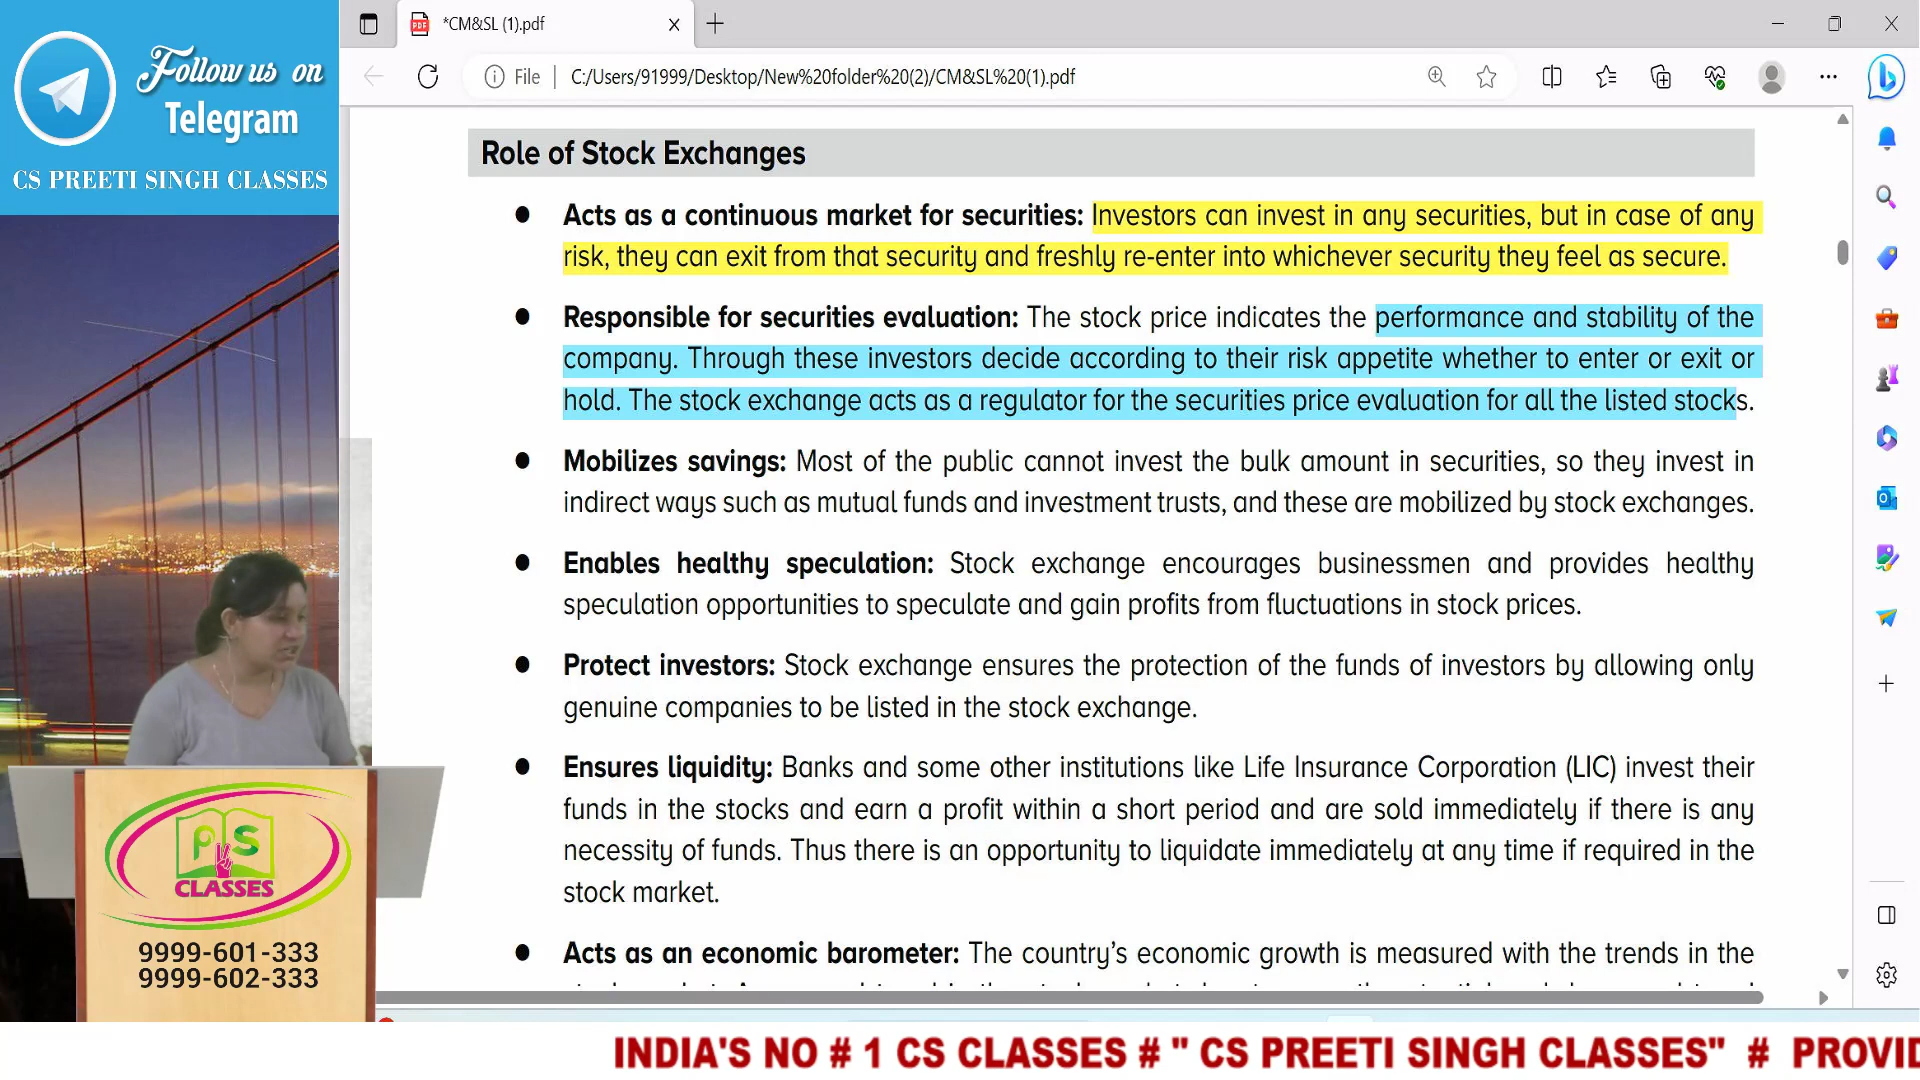 Follow us on
Telegram
CS PREETI SINGH CLASSES
*CM&SL (1).pdf
File
C:/Users/91999/Desktop/New%20folder%20(2)/CM&SL%20(1).pdf
Role of Stock Exchanges
Acts as a continuous market for securities: Investors can invest in any securities, but in case of any
risk, they can exit from that security and freshly re-enter into whichever security they feel as secure.
Responsible for securities evaluation: The stock price indicates the performance and stability of the
company. Through these investors decide according to their risk appetite whether to enter or exit or
hold. The stock exchange acts as a regulator for the securities price evaluation for all the listed stocks.
Mobilizes savings: Most of the public cannot invest the bulk amount in securities, so they invest in
indirect ways such as mutual funds and investment trusts, and these are mobilized by stock exchanges.
Enables healthy speculation: Stock exchange encourages businessmen and provides healthy
speculation opportunities to speculate and gain profits from fluctuations in stock prices.
Protect investors: Stock exchange ensures the protection of the funds of investors by allowing only
genuine companies to be listed in the stock exchange.
Ensures liquidity: Banks and some other institutions like Life Insurance Corporation (LIC) invest their
funds in the stocks and earn a profit within a short period and are sold immediately if there is any
necessity of funds. Thus there is an opportunity to liquidate immediately at any time if required in the
stock market.
Acts as an economic barometer: The country's economic growth is measured with the trends in the
PS
CLASSES
9999-601-333
9999-602-333
INDIA'S NO # 1 CS CLASSES # " CS PREETI SINGH CLASSES" # PROVID